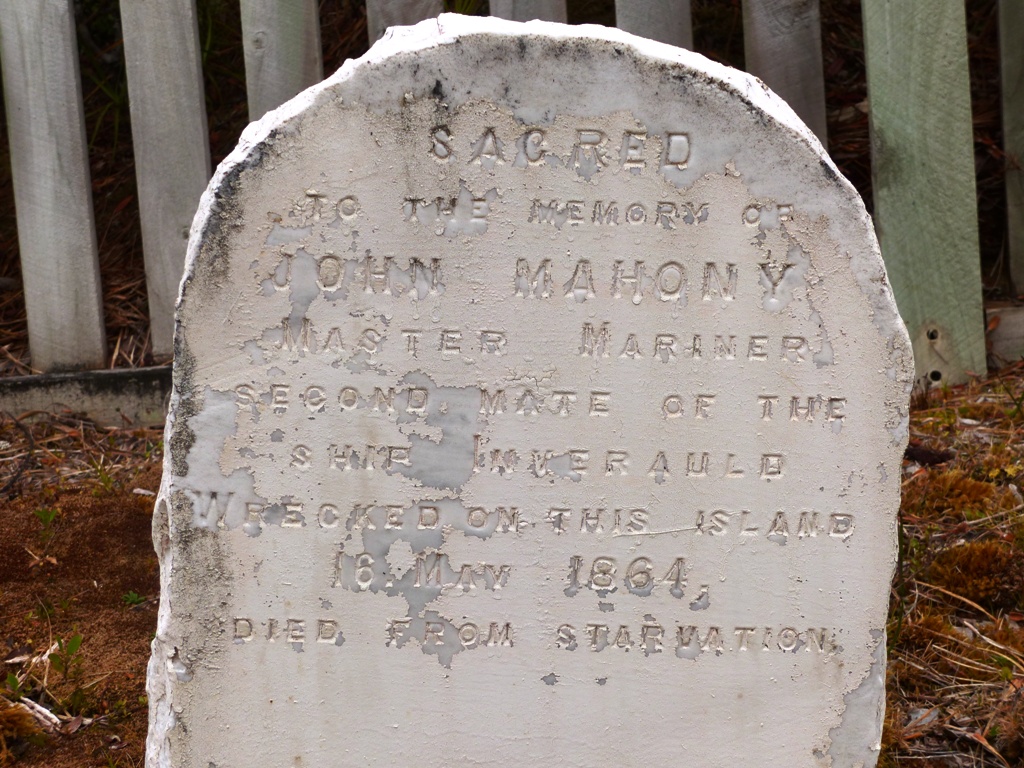 SACRED
TO THE MEMORY OF
JOHN MAHONY
MASTER MARINER
SECOND MATE OF THE
SHIP INVERAULD
WRECKED ON THIS ISLAND
16 MAY 1864,
DIED FROM STARVATION.